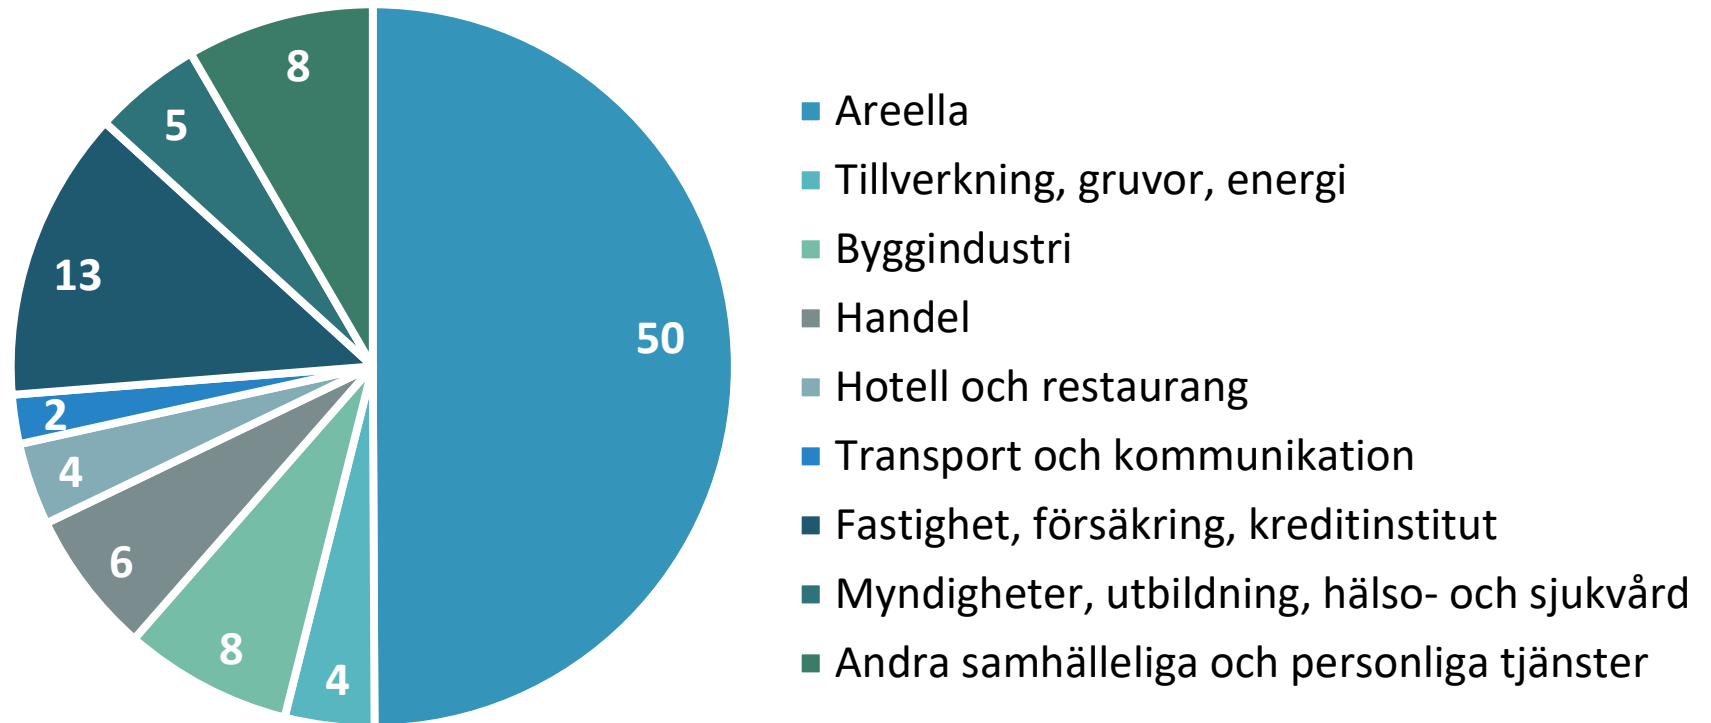 8
5
13
50
2
4
6
8
4
Areella
Tillverkning, gruvor, energi
Byggindustri
Handel
Hotell och restaurang
Transport och kommunikation
Fastighet, försäkring, kreditinstitut
Myndigheter, utbildning, hälso- och sjukvård
Andra samhälleliga och personliga tjänster